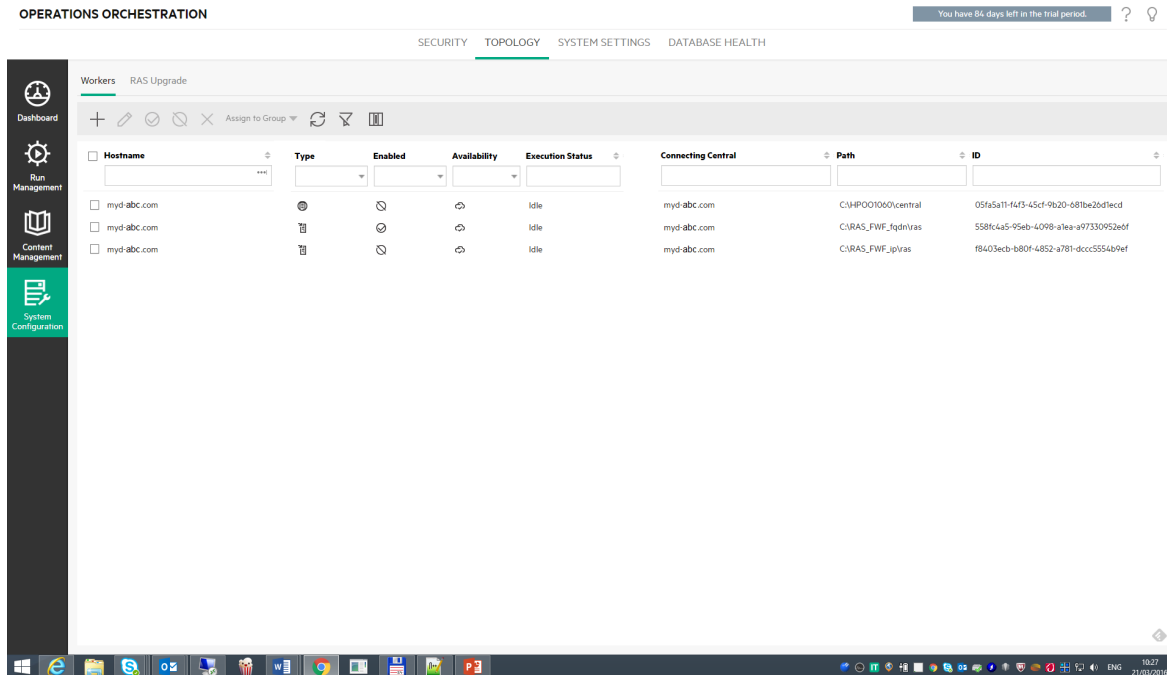 OPERATIONS ORCHESTRATION
You have 84 days left in the trial period.
?
SECURITY TOPOLOGY SYSTEM SETTINGS DATABASE HEALTH
Dashboard
Run
Management
Content
Management
System
Configuration
Workers RAS Upgrade
Assign to Group
Hostname Type Enabled Availability Execution Status Connecting Central Path ID
myd-abc.com Idle myd-abc.com C:\HPOO1060\central 05fa5a11-f4f3-45cf-9b20-681be26d1ecd
myd-abc.com Idle myd-abc.com C:\RAS_FWF_fqdn\ras 558fc4a5-95eb-4098-a1ea-a97330952e6f
myd-abc.com Idle myd-abc.com C:\RAS_FWF_ip\ras f8403ecb-b80f-4852-a781-dccc5554b9ef
ENG
10:27
21/03/2016